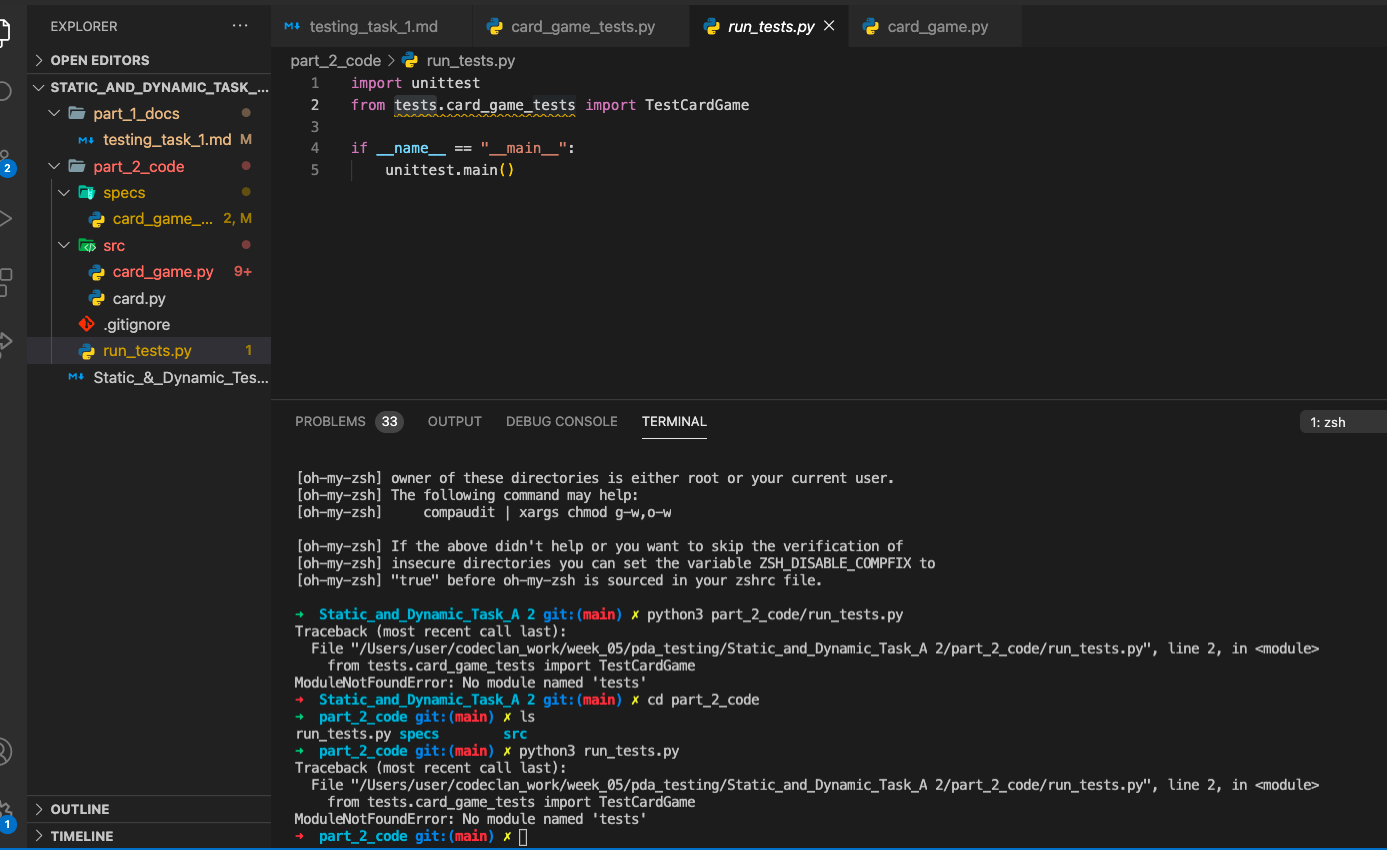 EXPLORER
···
OPEN EDITORS
STATIC_AND_DYNAMIC_TASK_...
part_1_docs
testing_task_1.md M
part_2_code
specs
card_game_... 2, M
src
card_game.py 9+
card.py
.gitignore
run_tests.py 1
Static_&_Dynamic_Tes...
OUTLINE
TIMELINE
2
1
testing_task_1.md
card_game_tests.py
run_tests.py
card_game.py
part_2_code > run_tests.py
1 import unittest
2 from tests.card_game_tests import TestCardGame
3
4 if __name__ == "__main__":
5 unittest.main()
PROBLEMS 33 OUTPUT DEBUG CONSOLE TERMINAL 1: zsh
[oh-my-zsh] owner of these directories is either root or your current user.
[oh-my-zsh] The following command may help:
[oh-my-zsh]     compaudit | xargs chmod g-w,o-w
[oh-my-zsh] If the above didn't help or you want to skip the verification of
[oh-my-zsh] insecure directories you can set the variable ZSH_DISABLE_COMPFIX to
[oh-my-zsh] "true" before oh-my-zsh is sourced in your zshrc file.
→ Static_and_Dynamic_Task_A 2 git:(main) ✗ python3 part_2_code/run_tests.py
Traceback (most recent call last):
File "/Users/user/codeclan_work/week_05/pda_testing/Static_and_Dynamic_Task_A 2/part_2_code/run_tests.py", line 2, in <module>
from tests.card_game_tests import TestCardGame
ModuleNotFoundError: No module named 'tests'
→ Static_and_Dynamic_Task_A 2 git:(main) ✗ cd part_2_code
→ part_2_code git:(main) ✗ ls
run_tests.py specs src
→ part_2_code git:(main) ✗ python3 run_tests.py
Traceback (most recent call last):
File "/Users/user/codeclan_work/week_05/pda_testing/Static_and_Dynamic_Task_A 2/part_2_code/run_tests.py", line 2, in <module>
from tests.card_game_tests import TestCardGame
ModuleNotFoundError: No module named 'tests'
→ part_2_code git:(main) ✗